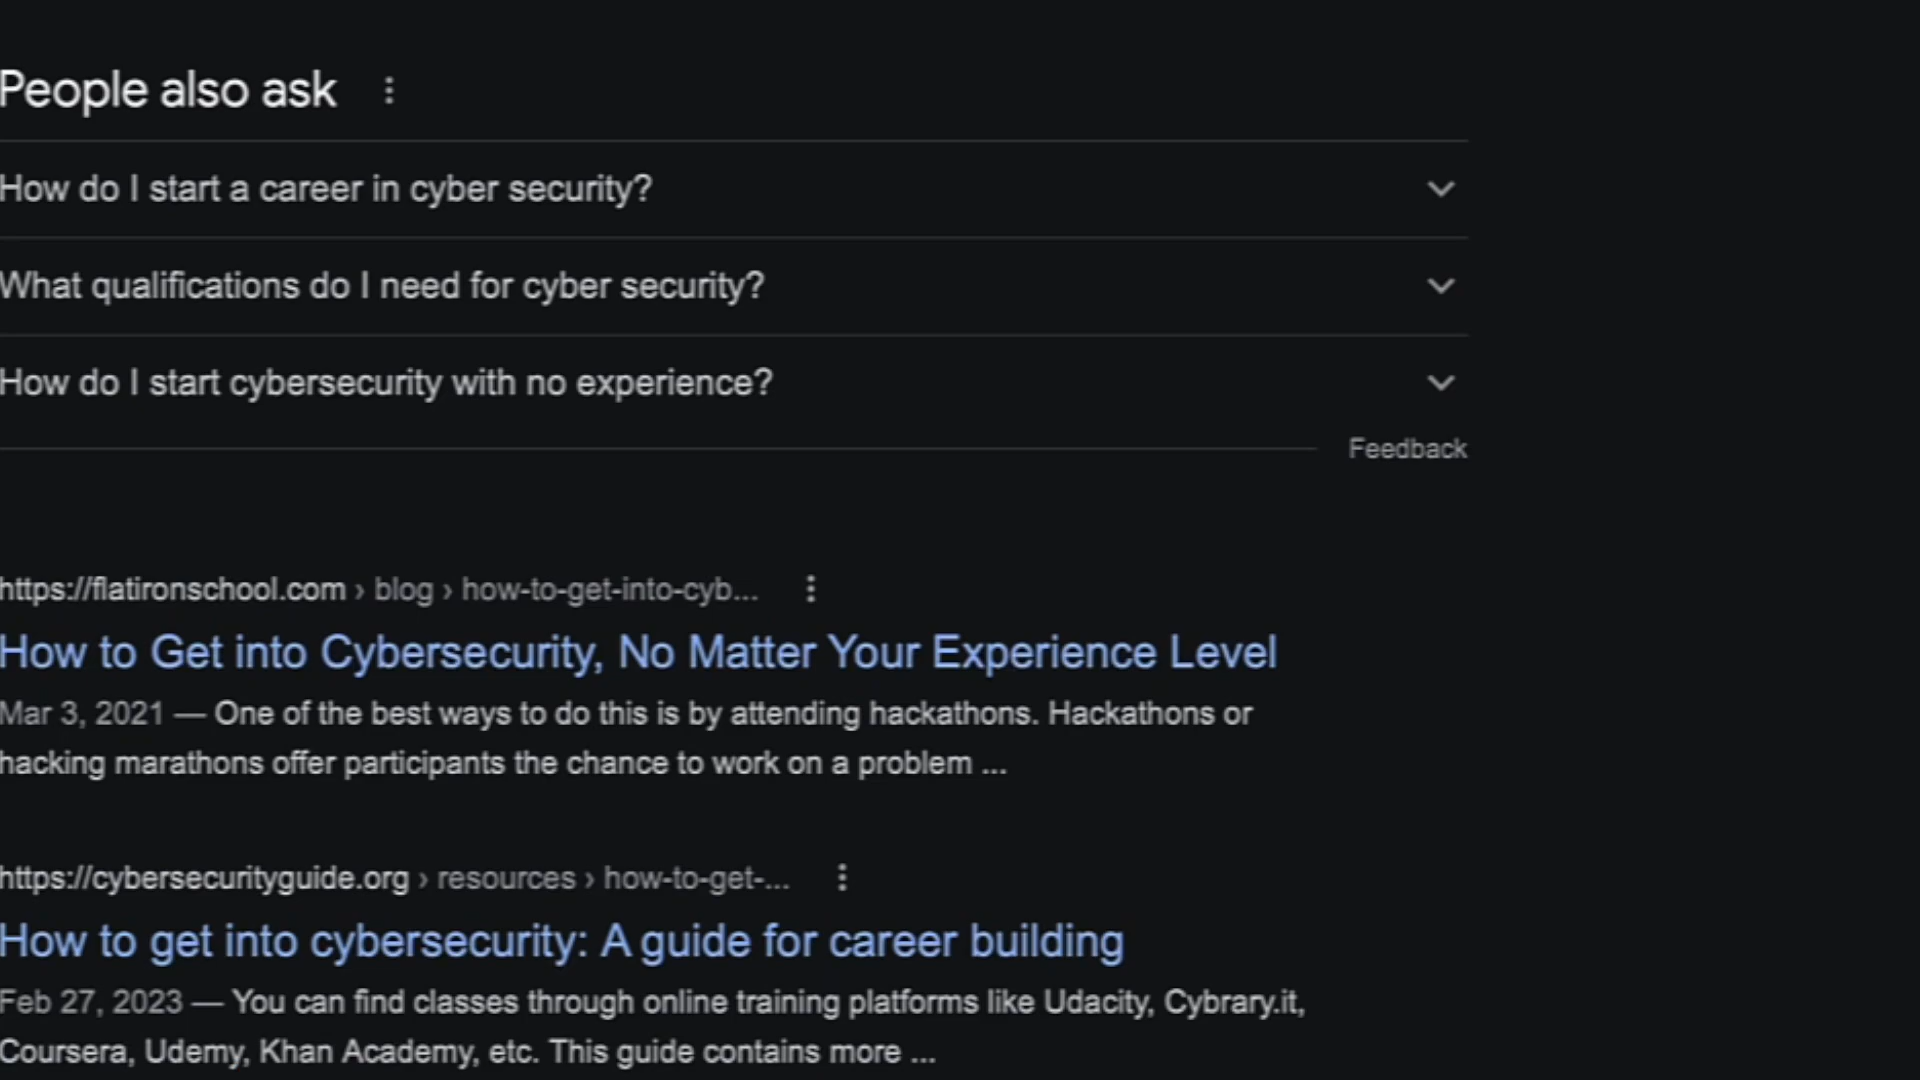 People also ask
How do I start a career in cyber security?
What qualifications do I need for cyber security?
How do I start cybersecurity with no experience?
Feedback
https://flatironschool.com › blog › how-to-get-into-cyb...
How to Get into Cybersecurity, No Matter Your Experience Level
Mar 3, 2021 — One of the best ways to do this is by attending hackathons. Hackathons or
hacking marathons offer participants the chance to work on a problem ...
https://cybersecurityguide.org › resources › how-to-get-...
How to get into cybersecurity: A guide for career building
Feb 27, 2023 — You can find classes through online training platforms like Udacity, Cybrary.it,
Coursera, Udemy, Khan Academy, etc. This guide contains more ...